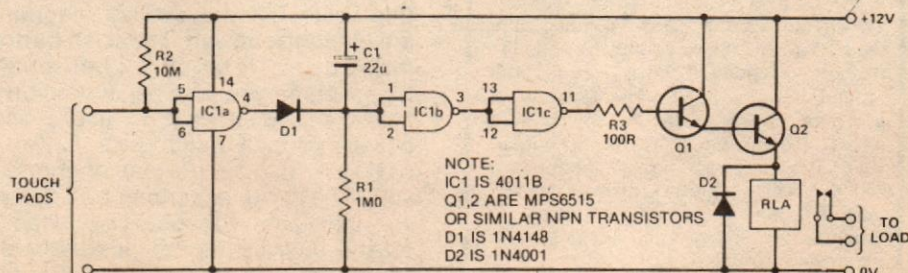 +12V
R2
10M
14
+
C1
22u
5
6
IC1a
4
7
D1
1
2
IC1b
3
13
12
IC1c
11
R3
100R
Q1
Q2
TOUCH
PADS
R1
1M0
NOTE:
IC1 IS 4011B
Q1,2 ARE MPS6515
OR SIMILAR NPN TRANSISTORS
D1 IS 1N4148
D2 IS 1N4001
D2
RLA
TO
LOAD
0V